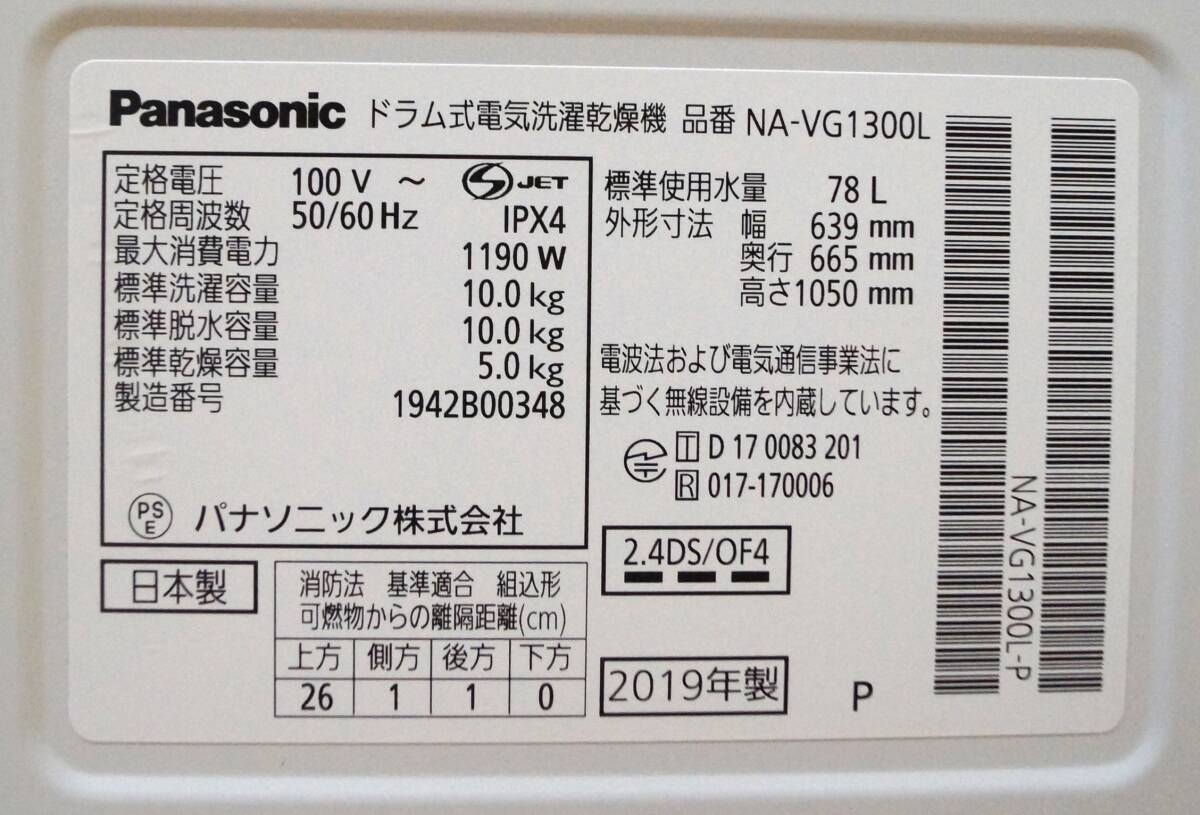 Panasonic ドラム式電気洗濯乾燥機 品番 NA-VG1300L
定格電圧 100 V ~ S JET
定格周波数 50/60 Hz IPX4
最大消費電力 1190 W
標準洗濯容量 10.0 kg
標準脱水容量 10.0 kg
標準乾燥容量 5.0 kg
製造番号 1942B00348
PS
E パナソニック株式会社
標準使用水量 78 L
外形寸法 幅 639 mm
奥行 665 mm
高さ 1050 mm
電波法および電気通信事業法に
基づく無線設備を内蔵しています。
T D 17 0083 201
R 017-170006
日本製
消防法 基準適合 組込形
可燃物からの離隔距離(cm)
上方 側方 後方 下方
26 1 1 0
2.4DS/OF4
2019年製
P
NA-VG1300L-P